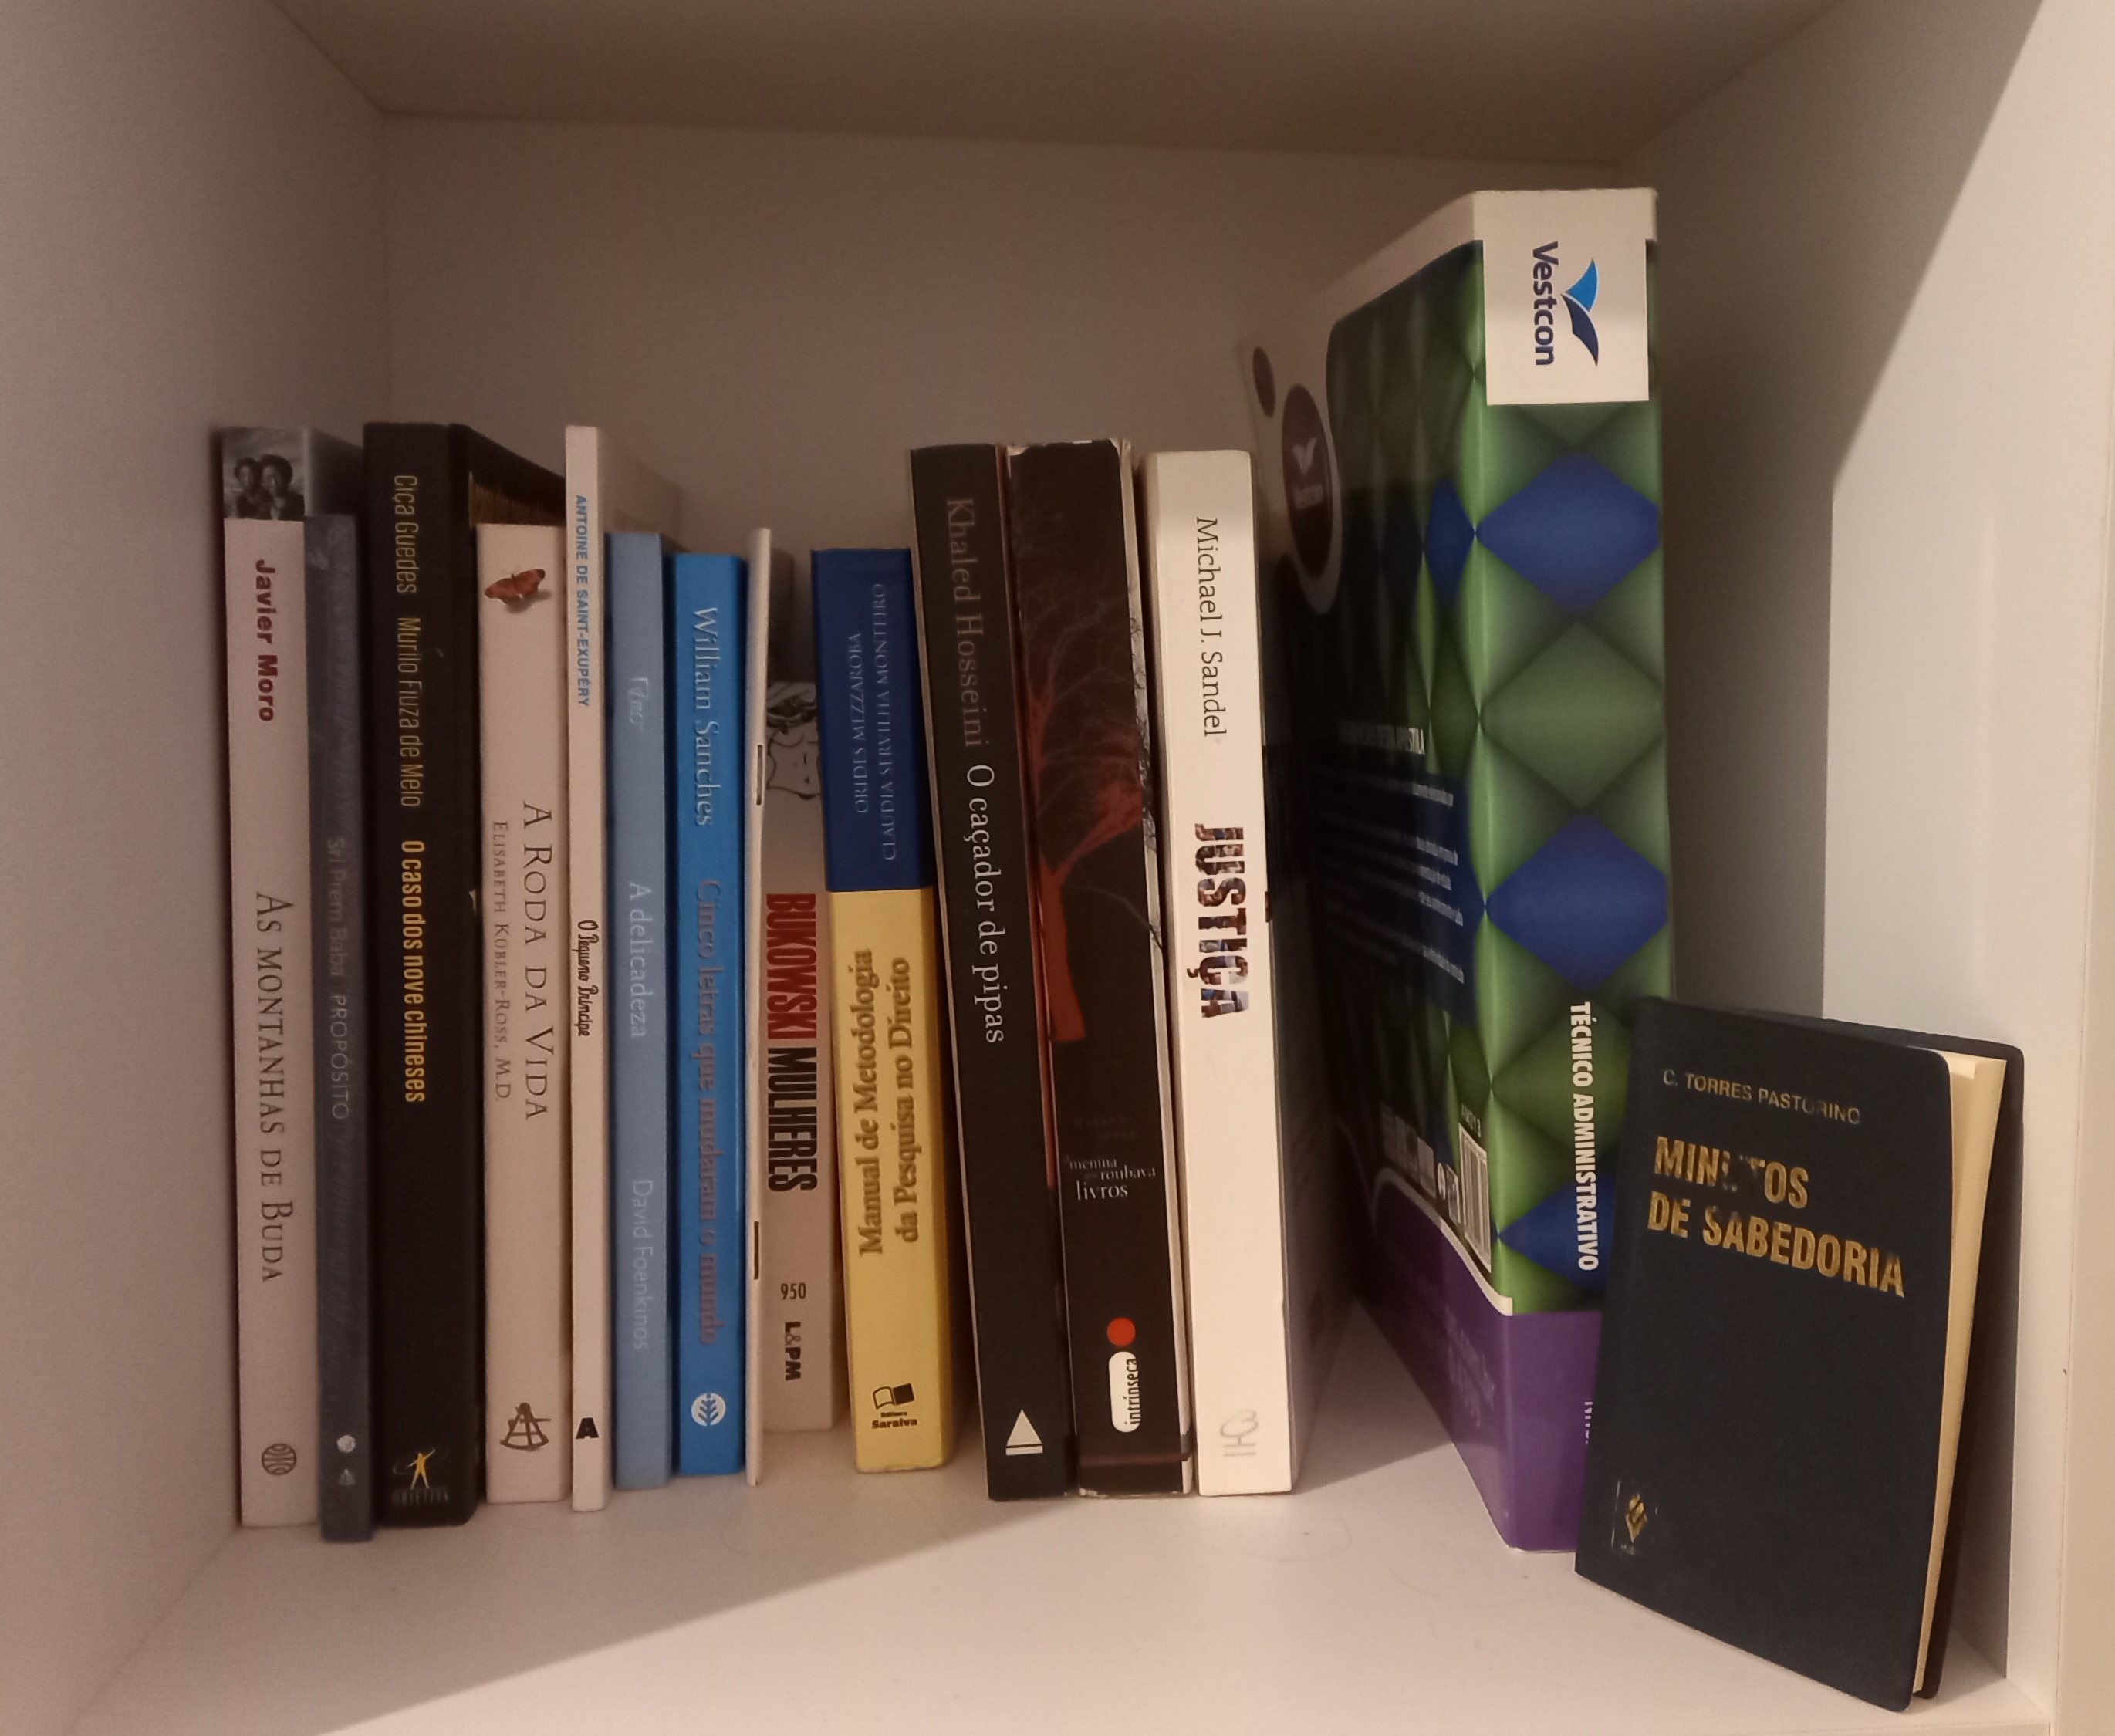 Javier Moro
AS MONTANHAS DE BUDA
Sri Prem Baba PROPÓSITO
Ciça Guedes Murilo Fiuza de Melo O caso dos nove chineses
OBJETIVA
A RODA DA VIDA
ELISABETH KÜBLER-ROSS, M.D.
ANTOINE DE SAINT-EXUPÉRY
O Pequeno Príncipe
A
A delicadeza
David Foenkinos
William Sanches Cinco letras que mudaram o mundo
BUKOWSKI MULHERES
950
L&PM
ORIDES MEZZAROBA
CLAUDIA SERVILHA MONTEIRO
Manual de Metodologia
da Pesquisa no Direito
Editora
Saraiva
Khaled Hosseini O caçador de pipas
menina
roubava
livros
intrínseca
Michael J. Sandel
JUSTIÇA
Vestcon
TÉCNICO ADMINISTRATIVO
C. TORRES PASTORINO
MINUTOS
DE SABEDORIA